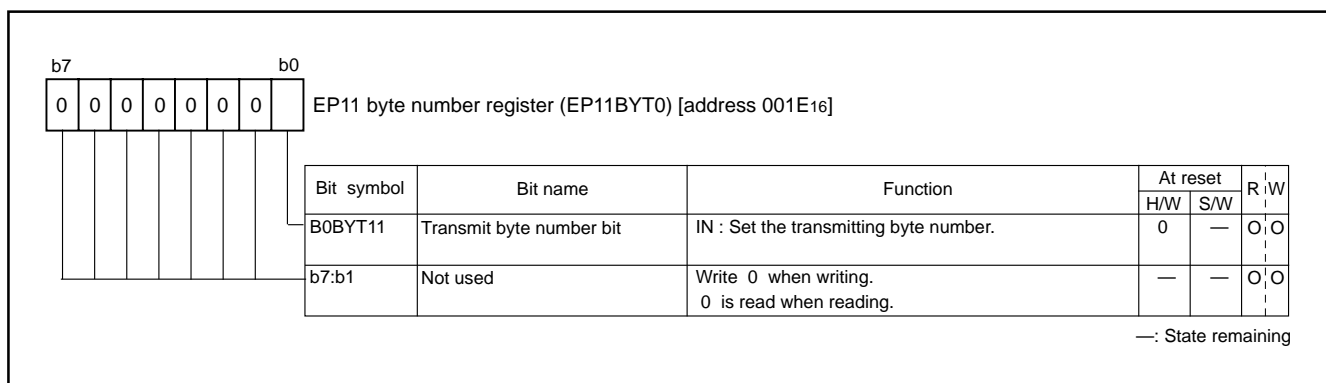 b7 b0
0 0 0 0 0 0 0
EP11 byte number register (EP11BYT0) [address 001E16]
Bit symbol Bit name Function At reset R W
H/W S/W
B0BYT11 Transmit byte number bit IN : Set the transmitting byte number. 0 — O O
b7:b1 Not used Write 0 when writing. — — O O
0 is read when reading.
—: State remaining